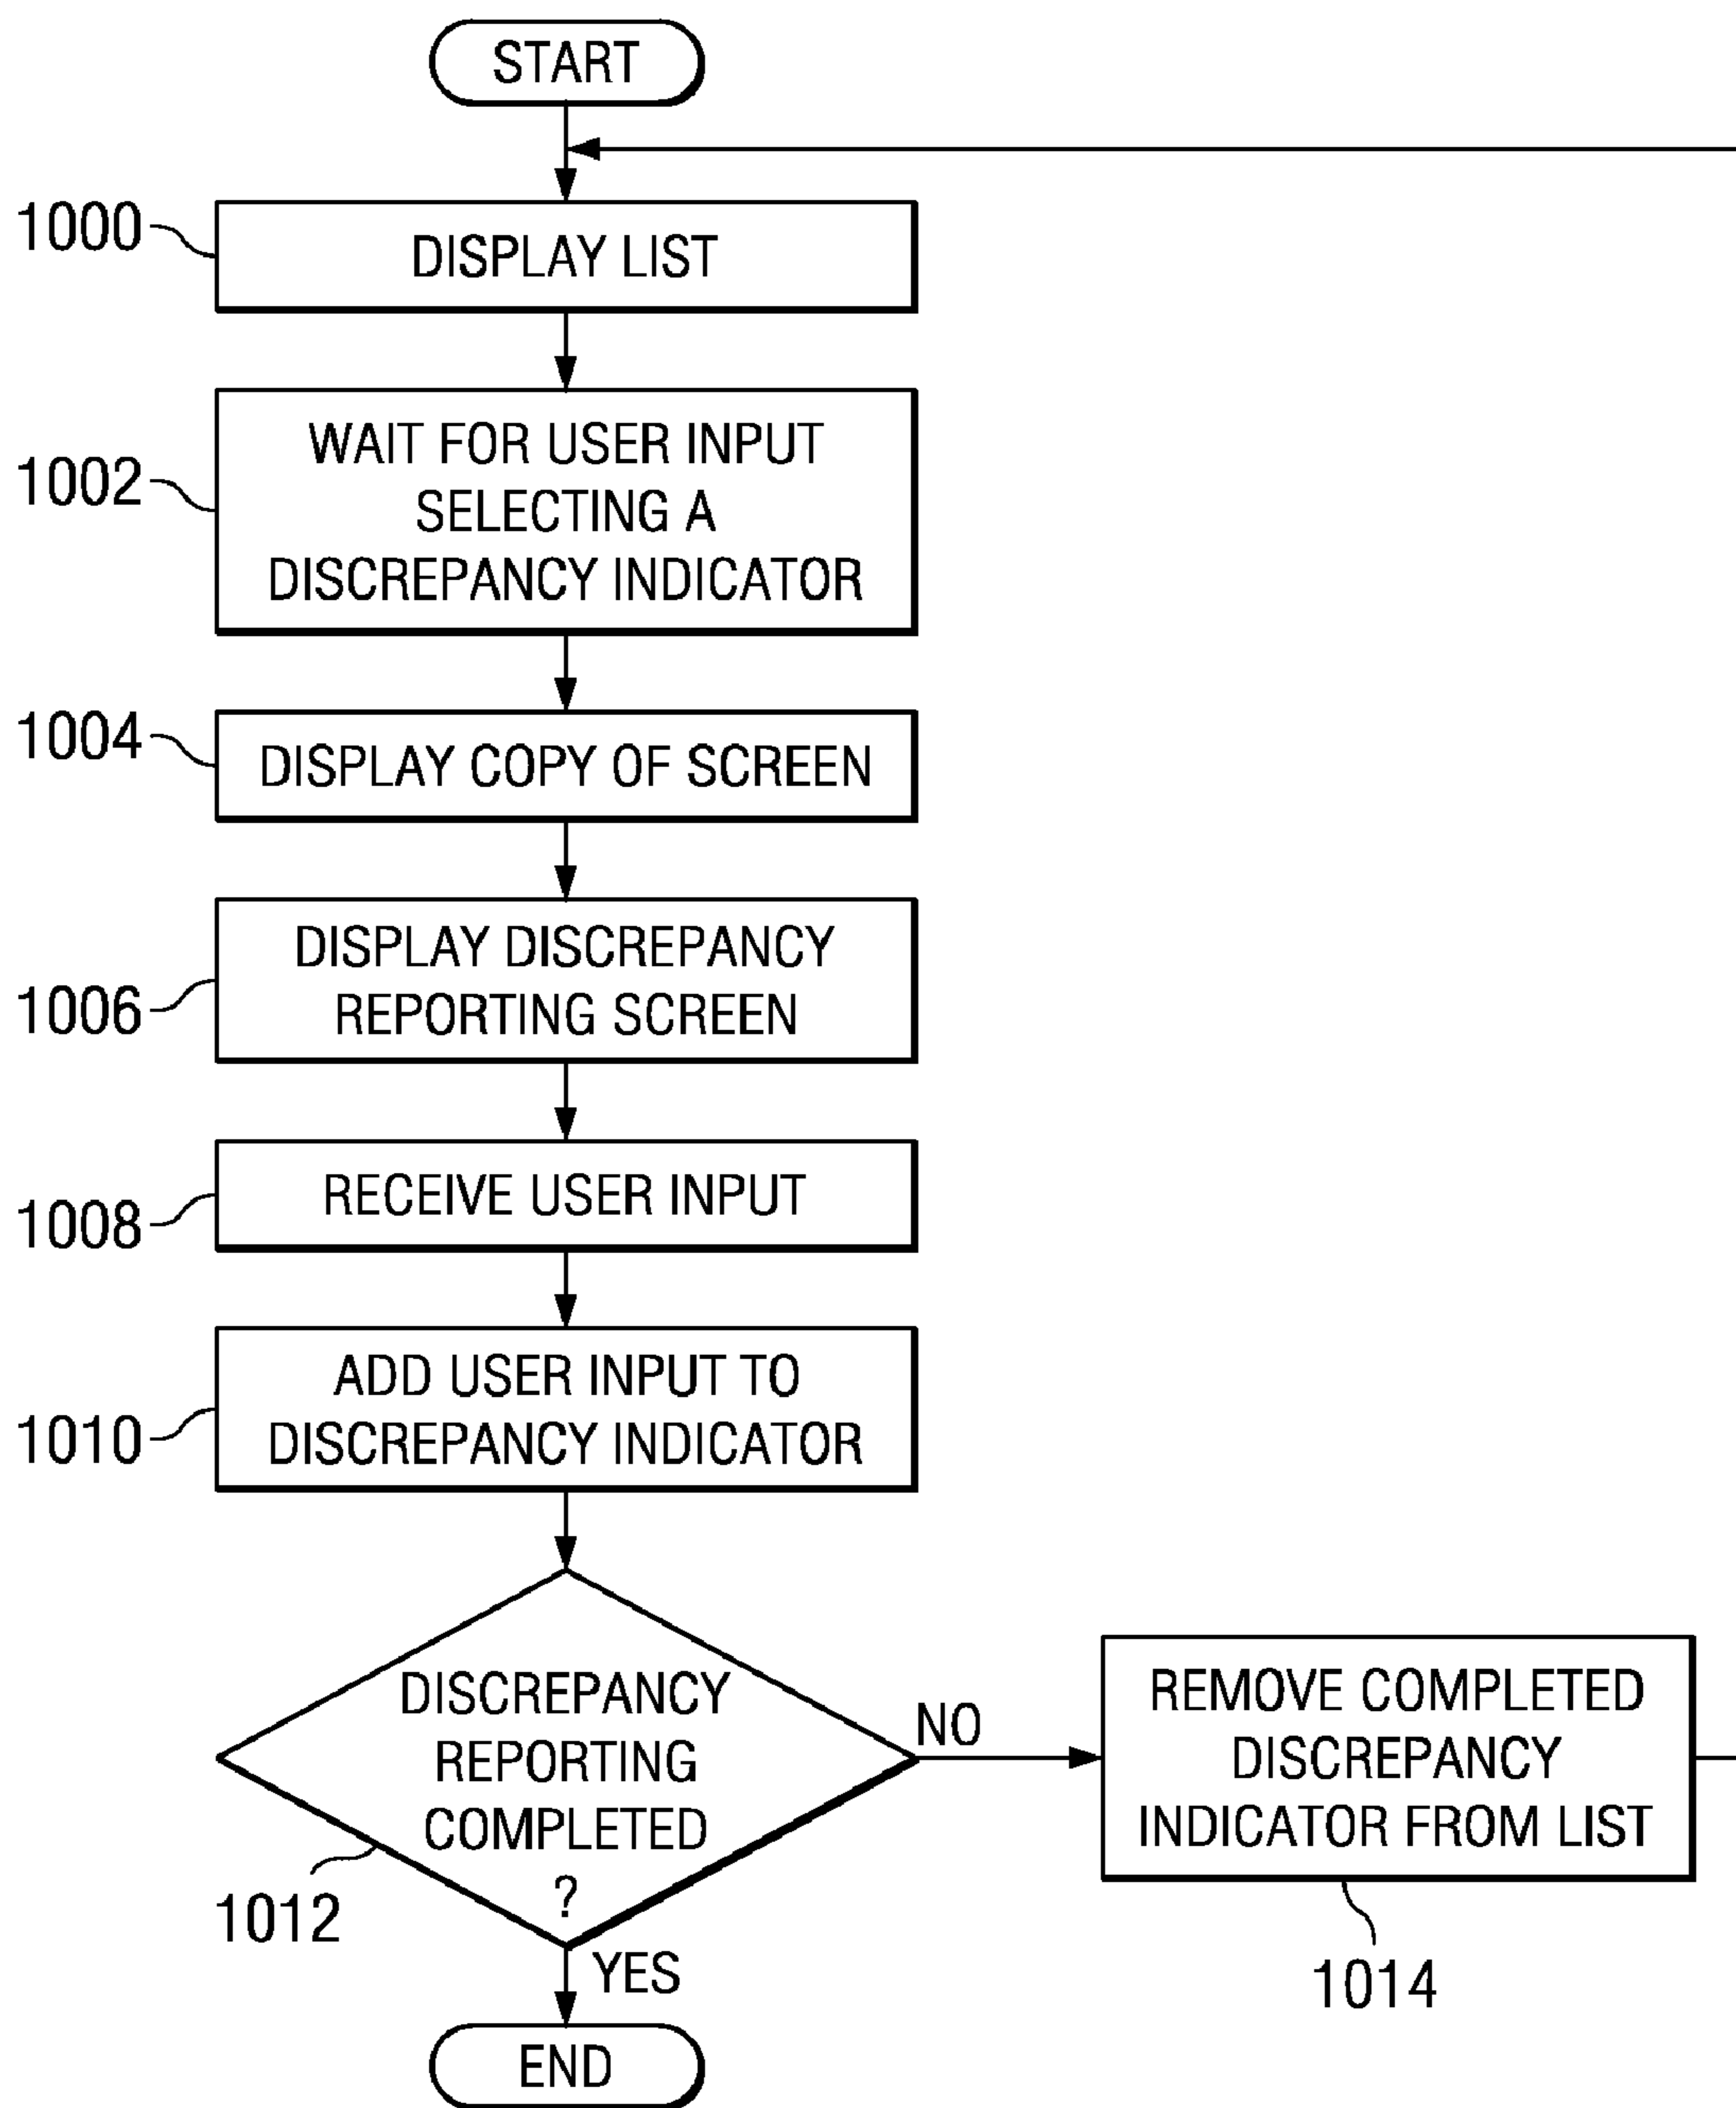 START
1000
DISPLAY LIST
1002
WAIT FOR USER INPUT
SELECTING A
DISCREPANCY INDICATOR
1004
DISPLAY COPY OF SCREEN
1006
DISPLAY DISCREPANCY
REPORTING SCREEN
1008
RECEIVE USER INPUT
1010
ADD USER INPUT TO
DISCREPANCY INDICATOR
1012
DISCREPANCY
REPORTING
COMPLETED
?
NO
REMOVE COMPLETED
DISCREPANCY
INDICATOR FROM LIST
1014
YES
END